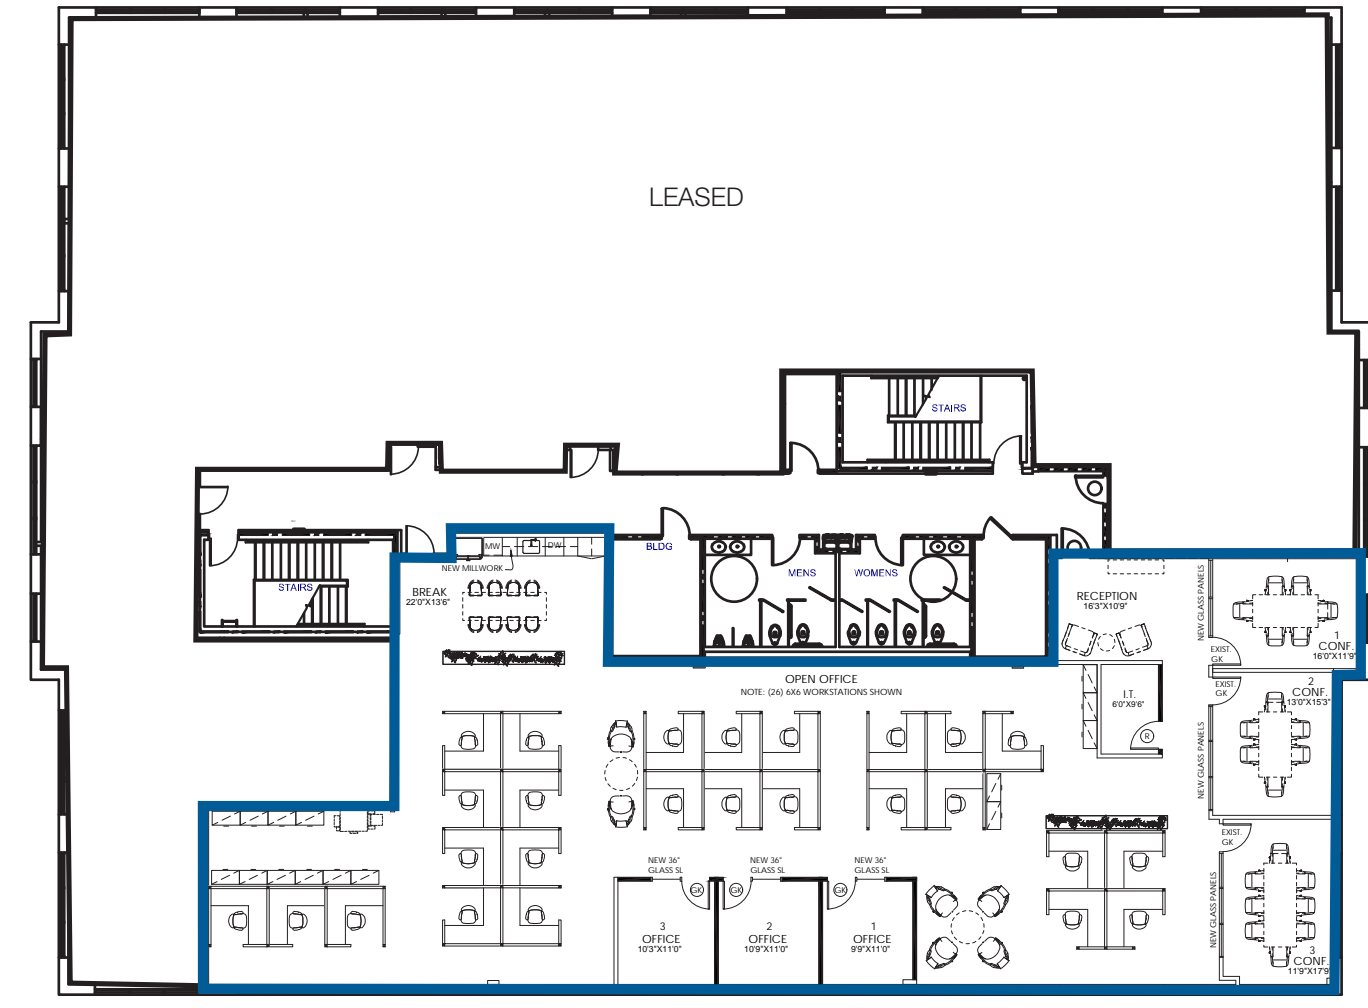 LEASED
STAIRS
STAIRS
BLDG
MENS
WOMENS
MW
DW
NEW MILLWORK
BREAK
22'0"X13'6"
RECEPTION
16'3"X10'9"
NEW GLASS PANELS
EXIST.
GK
1
CONF.
16'0"X11'9"
OPEN OFFICE
NOTE: (26) 6X6 WORKSTATIONS SHOWN
I.T.
6'0"X9'6"
R
EXIST.
GK
2
CONF.
13'0"X15'3"
NEW GLASS PANELS
EXIST.
GK
NEW GLASS PANELS
3
CONF.
11'9"X17'9"
NEW 36"
GLASS SL
NEW 36"
GLASS SL
NEW 36"
GLASS SL
GK
GK
GK
3
OFFICE
10'3"X11'0"
2
OFFICE
10'9"X11'0"
1
OFFICE
9'9"X11'0"